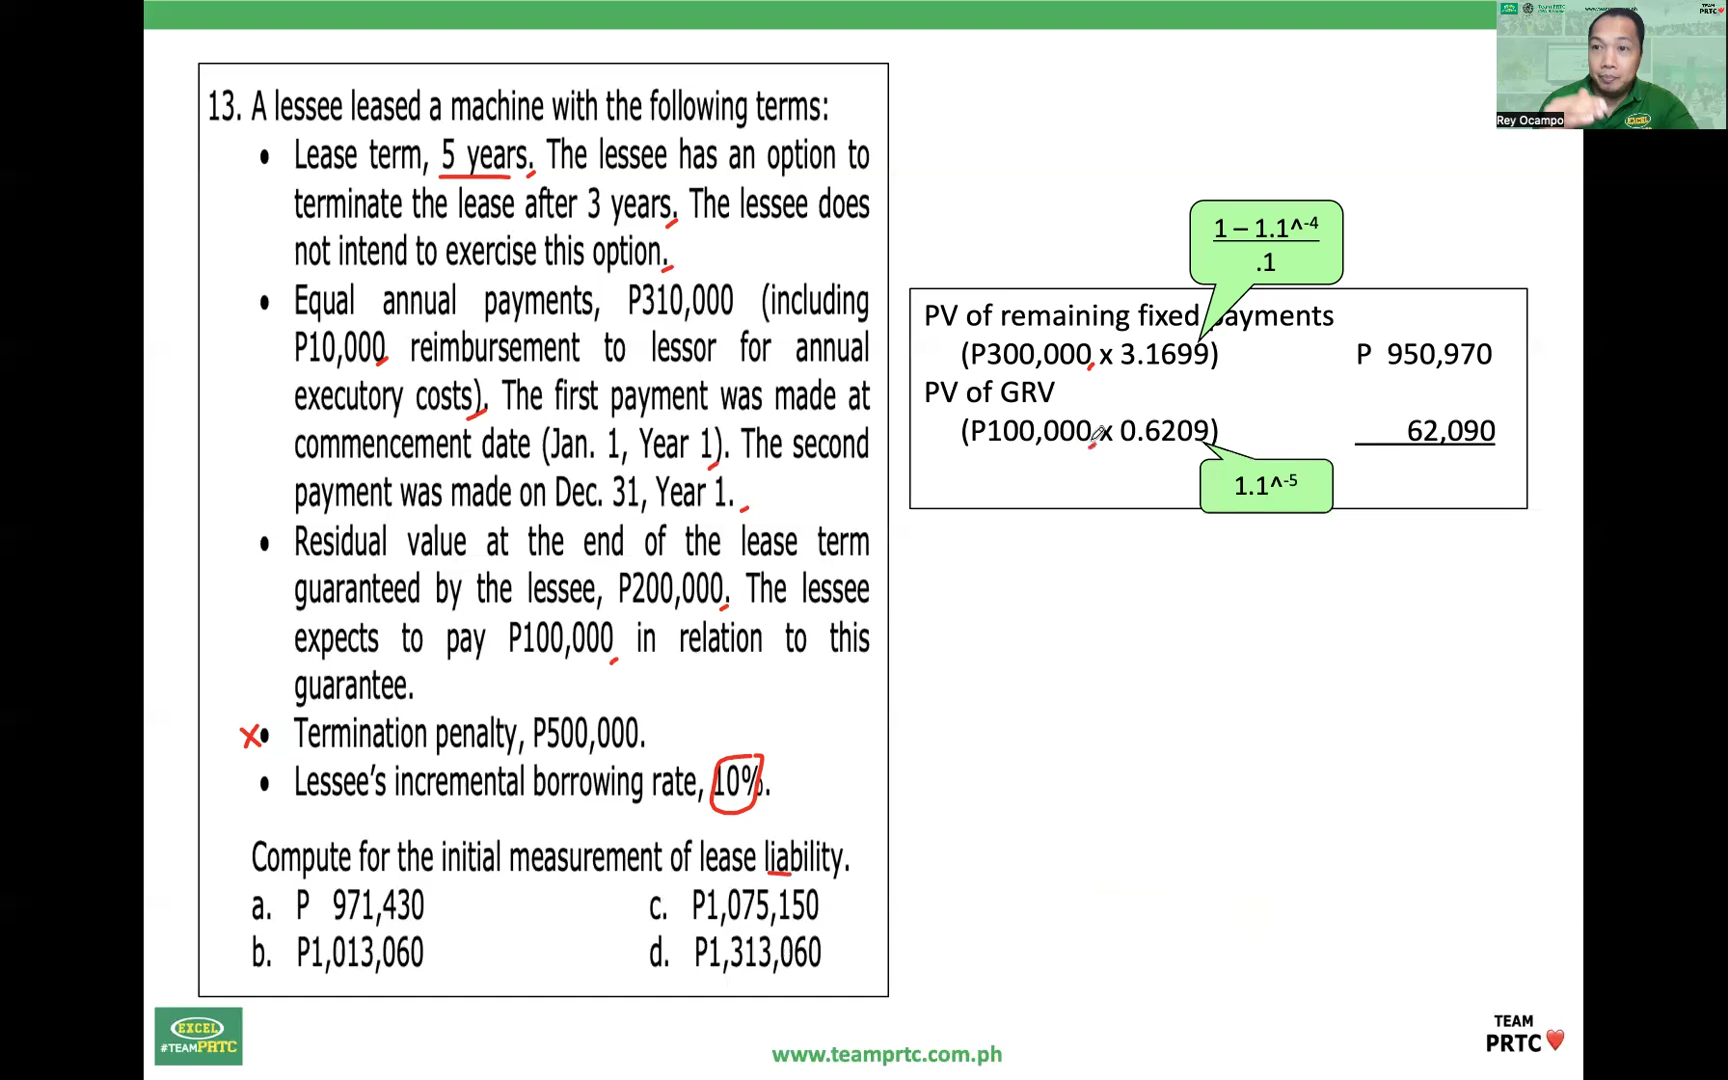 13. A lessee leased a machine with the following terms:
• Lease term, 5 years. The lessee has an option to
terminate the lease after 3 years. The lessee does
not intend to exercise this option.
• Equal annual payments, P310,000 (including
P10,000 reimbursement to lessor for annual
executory costs). The first payment was made at
commencement date (Jan. 1, Year 1). The second
payment was made on Dec. 31, Year 1.
• Residual value at the end of the lease term
guaranteed by the lessee, P200,000. The lessee
expects to pay P100,000 in relation to this
guarantee.
x• Termination penalty, P500,000.
• Lessee’s incremental borrowing rate, 10%.
Compute for the initial measurement of lease liability.
a. P 971,430 c. P1,075,150
b. P1,013,060 d. P1,313,060
1 – 1.1^-4
.1
PV of remaining fixed payments
(P300,000 x 3.1699) P 950,970
PV of GRV
(P100,000 x 0.6209) 62,090
1.1^-5
Rey Ocampo
EXCEL
TEAM
PRTC
EXCEL
#TEAMPRTC
www.teamprtc.com.ph
TEAM
PRTC